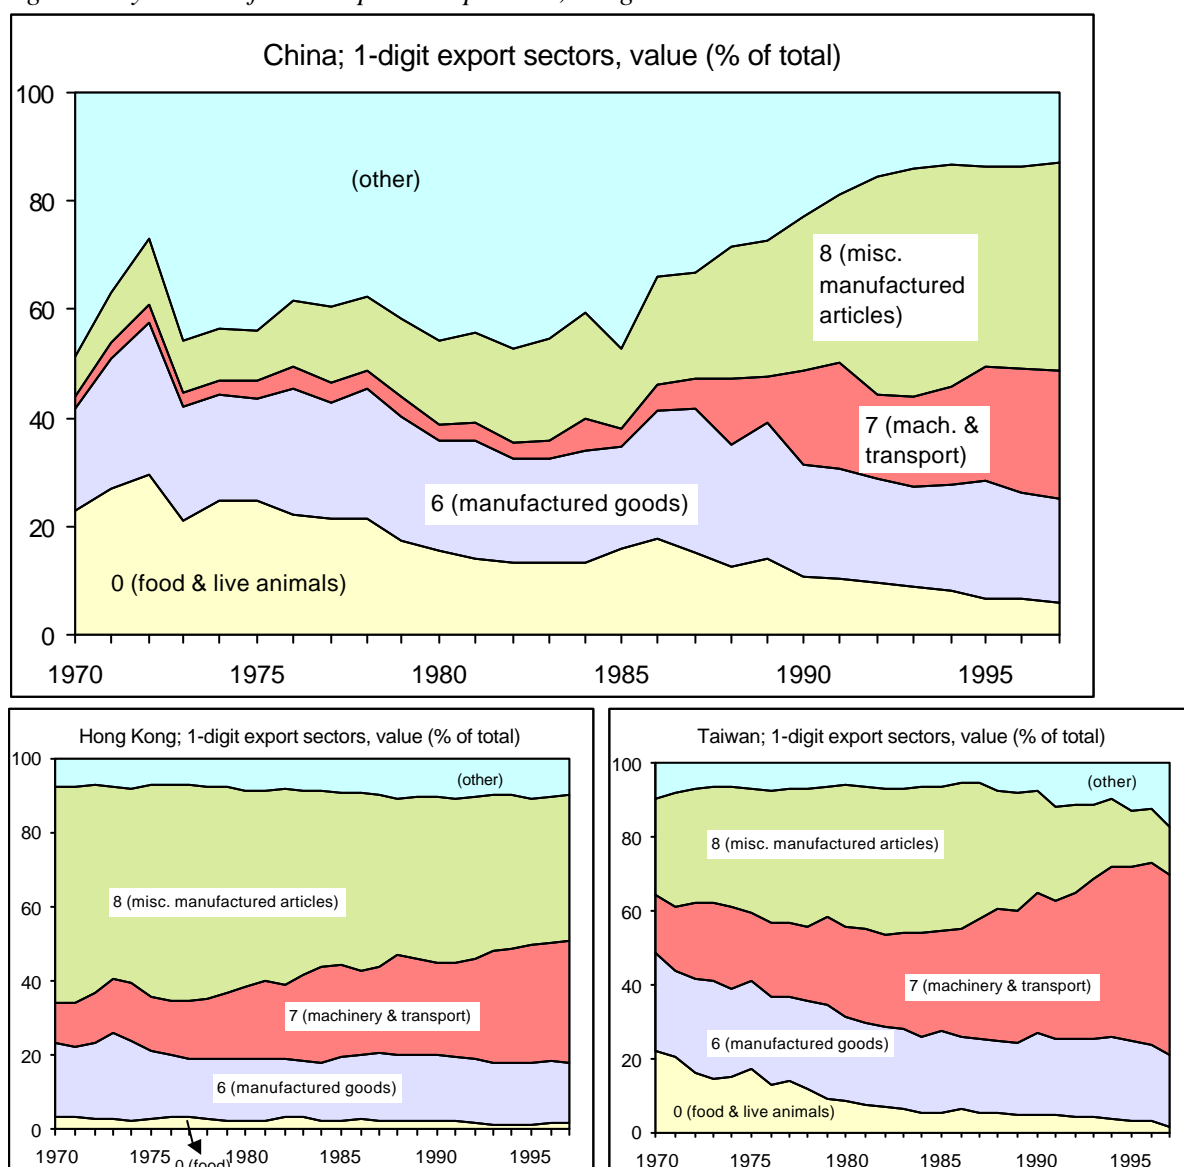 China; 1-digit export sectors, value (% of total)
100
80
60
40
20
0
(other)
8 (misc.
manufactured
articles)
7 (mach. &
transport)
6 (manufactured goods)
0 (food & live animals)
1970 1975 1980 1985 1990 1995
Hong Kong; 1-digit export sectors, value (% of total)
100
80
60
40
20
0
(other)
8 (misc. manufactured articles)
7 (machinery & transport)
6 (manufactured goods)
0 (food)
1970 1975 1980 1985 1990 1995
Taiwan; 1-digit export sectors, value (% of total)
100
80
60
40
20
0
(other)
8 (misc. manufactured articles)
7 (machinery & transport)
6 (manufactured goods)
0 (food & live animals)
1970 1975 1980 1985 1990 1995